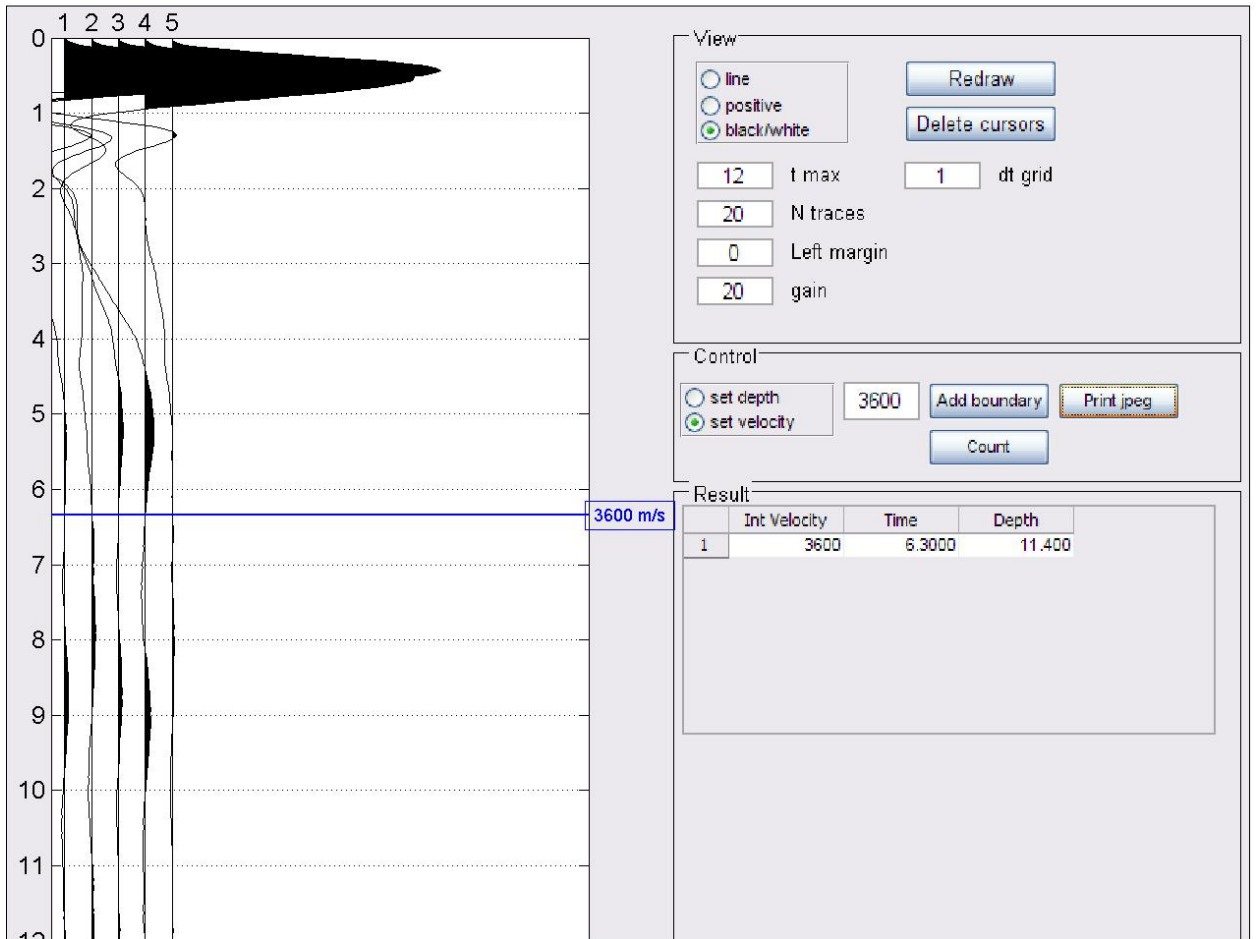 1 2 3 4 5
0
1
2
3
4
5
6
7
8
9
10
11
12
3600 m/s
View
line
positive
black/white
Redraw
Delete cursors
12 t max 1 dt grid
20 N traces
0 Left margin
20 gain
Control
set depth
set velocity
3600 Add boundary Print jpeg
Count
Result
Int Velocity Time Depth
1 3600 6.3000 11.400